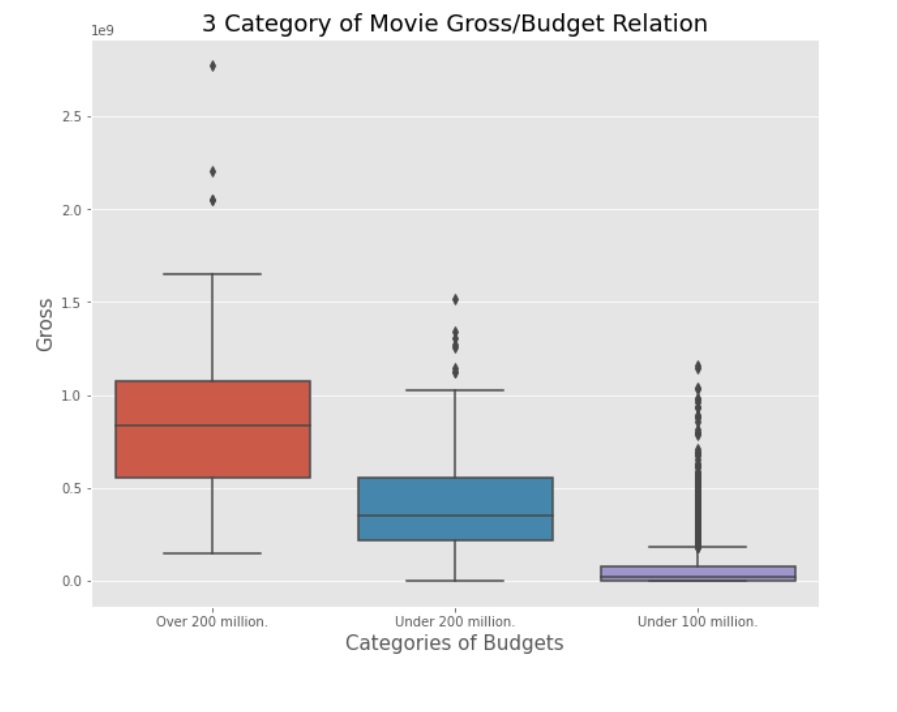 3 Category of Movie Gross/Budget Relation
1e9
2.5
2.0
1.5
1.0
0.5
0.0
Gross
Over 200 million.
Under 200 million.
Under 100 million.
Categories of Budgets